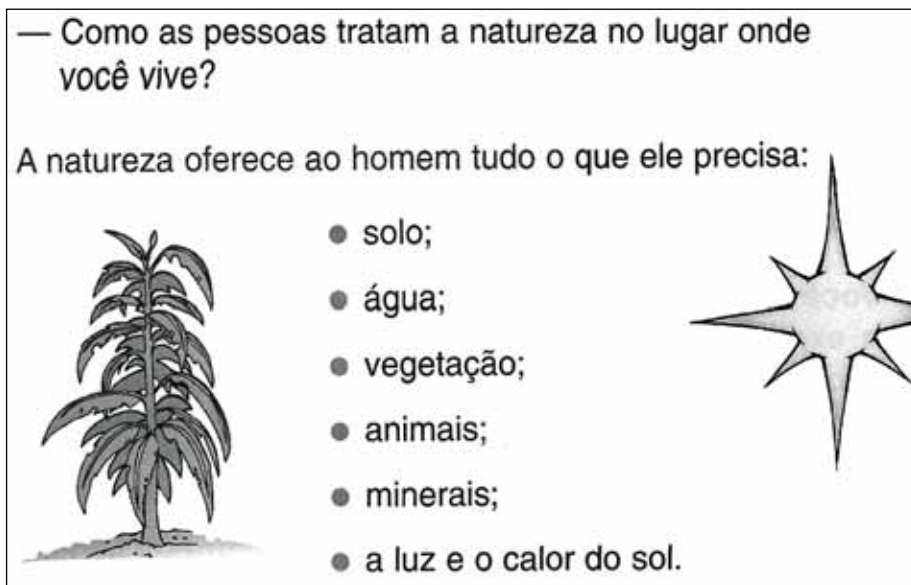 — Como as pessoas tratam a natureza no lugar onde
você vive?
A natureza oferece ao homem tudo o que ele precisa:
● solo;
● água;
● vegetação;
● animais;
● minerais;
● a luz e o calor do sol.